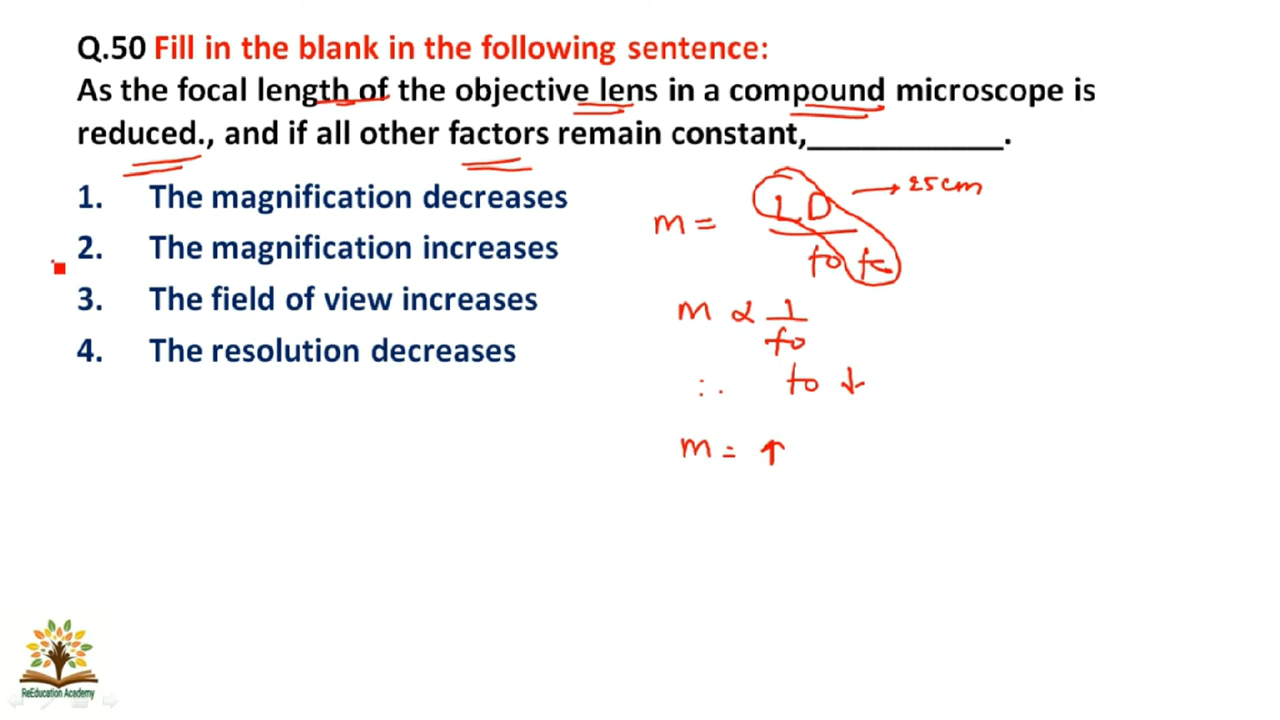 Q.50 Fill in the blank in the following sentence:
As the focal length of the objective lens in a compound microscope is
reduced., and if all other factors remain constant,____________.
1. The magnification decreases
2. The magnification increases
3. The field of view increases
4. The resolution decreases
m = LD → 25cm
fo fe
m ∝ 1
fo
∴ fo ↓
m = ↑
ReEducation Academy